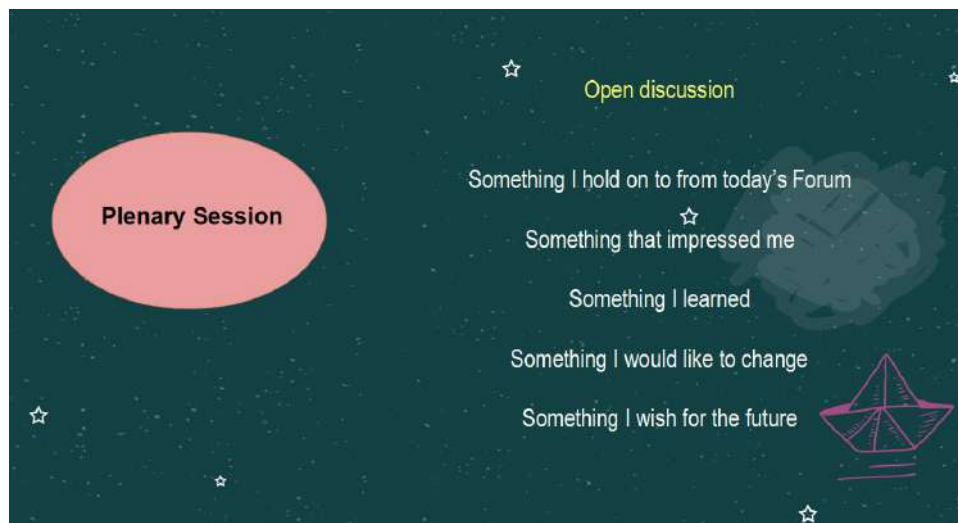 Plenary Session
Open discussion
Something I hold on to from today's Forum
Something that impressed me
Something I learned
Something I would like to change
Something I wish for the future